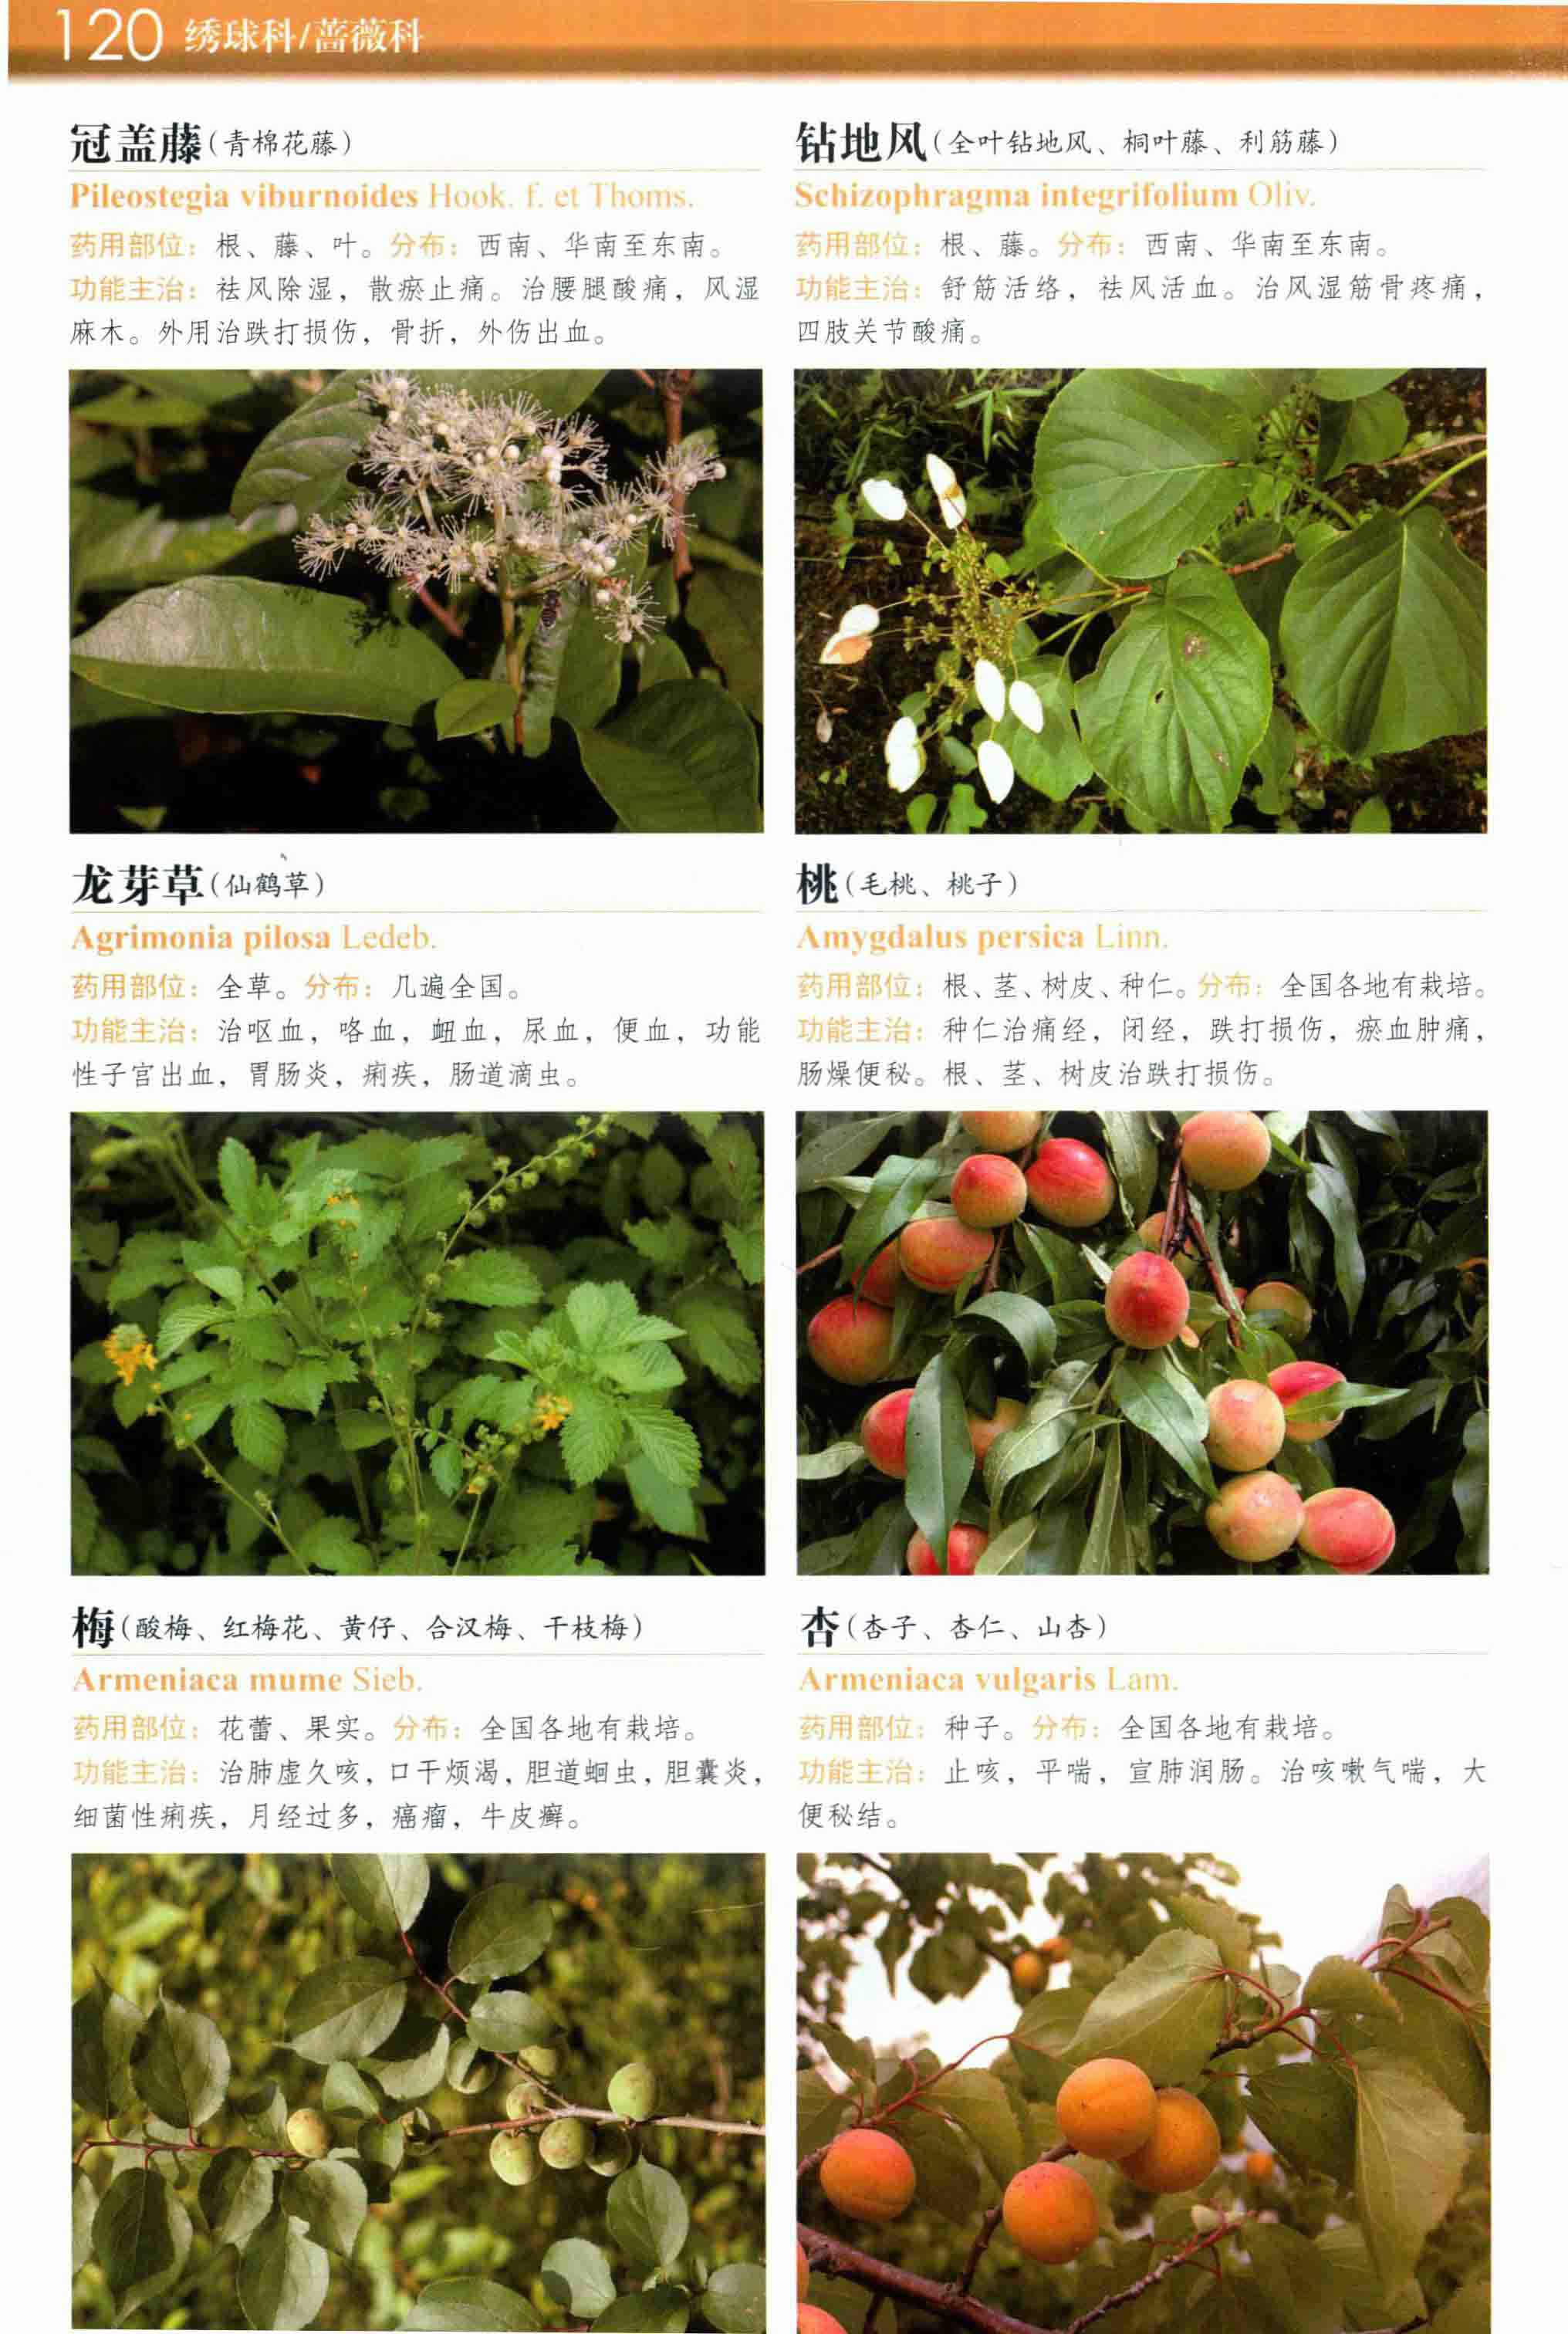 120 绣球科/蔷薇科
冠盖藤(青棉花藤)
Pileostegia viburnoides Hook. f. et Thoms.
药用部位：根、藤、叶。分布：西南、华南至东南。
功能主治：祛风除湿，散瘀止痛。治腰腿酸痛，风湿
麻木。外用治跌打损伤，骨折，外伤出血。
钻地风(全叶钻地风、桐叶藤、利筋藤)
Schizophragma integrifolium Oliv.
药用部位：根、藤。分布：西南、华南至东南。
功能主治：舒筋活络，祛风活血。治风湿筋骨疼痛，
四肢关节酸痛。
龙芽草(仙鹤草)
Agrimonia pilosa Ledeb.
药用部位：全草。分布：几遍全国。
功能主治：治呕血，咯血，衄血，尿血，便血，功能
性子宫出血，胃肠炎，痢疾，肠道滴虫。
桃(毛桃、桃子)
Amygdalus persica Linn.
药用部位：根、茎、树皮、种仁。分布：全国各地有栽培。
功能主治：种仁治痛经，闭经，跌打损伤，瘀血肿痛，
肠燥便秘。根、茎、树皮治跌打损伤。
梅(酸梅、红梅花、黄仔、合汉梅、干枝梅)
Armeniaca mume Sieb.
药用部位：花蕾、果实。分布：全国各地有栽培。
功能主治：治肺虚久咳，口干烦渴，胆道蛔虫，胆囊炎，
细菌性痢疾，月经过多，癌瘤，牛皮癣。
杏(杏子、杏仁、山杏)
Armeniaca vulgaris Lam.
药用部位：种子。分布：全国各地有栽培。
功能主治：止咳，平喘，宣肺润肠。治咳嗽气喘，大
便秘结。